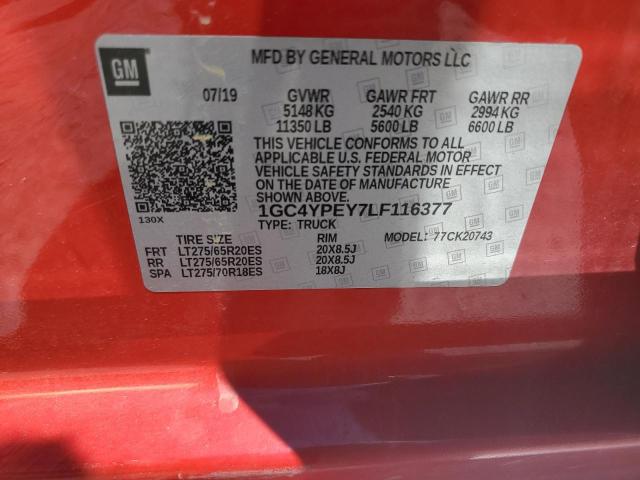 GM
MFD BY GENERAL MOTORS LLC
07/19 GVWR GAWR FRT GAWR RR
5148 KG 2540 KG 2994 KG
11350 LB 5600 LB 6600 LB
THIS VEHICLE CONFORMS TO ALL
APPLICABLE U.S. FEDERAL MOTOR
VEHICLE SAFETY STANDARDS IN EFFECT
ON THE DATE OF MANUFACTURE
SHOWN ABOVE.
1GC4YPEY7LF116377
130X
TYPE: TRUCK MODEL: 77CK20743
TIRE SIZE RIM
FRT LT275/65R20ES 20X8.5J
RR LT275/65R20ES 20X8.5J
SPA LT275/70R18ES 18X8J